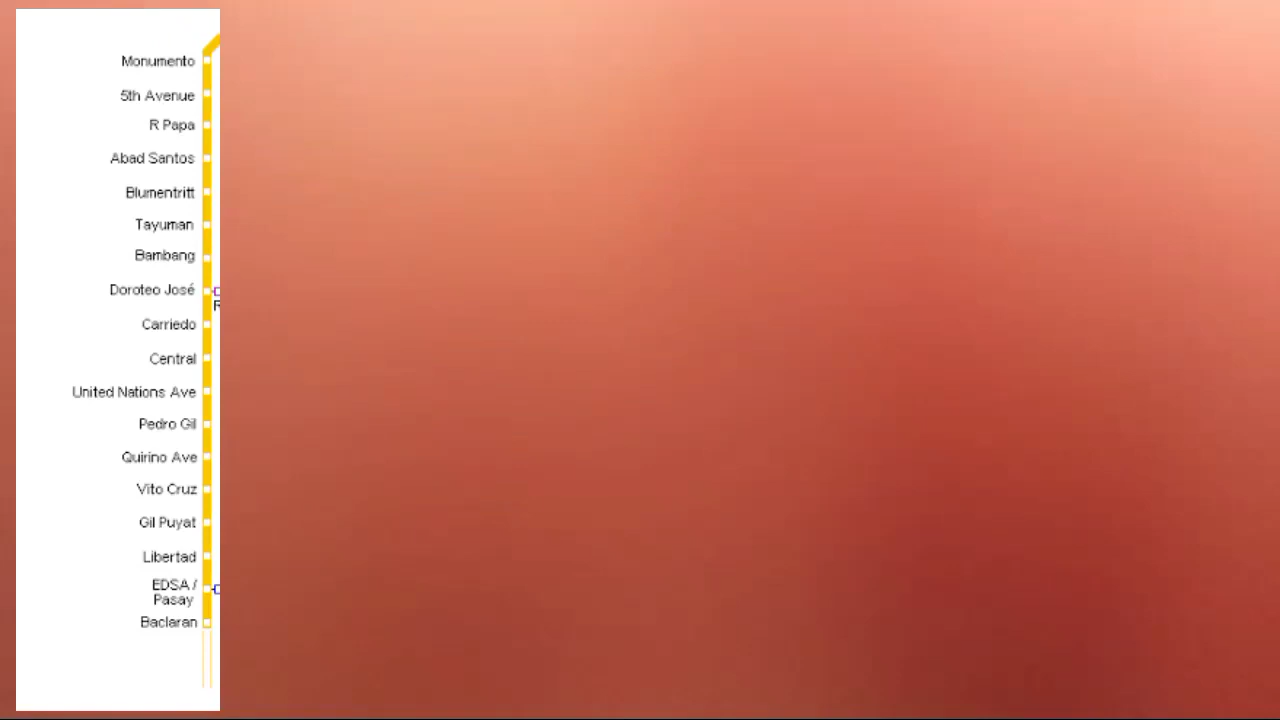 Monumento
5th Avenue
R Papa
Abad Santos
Blumentritt
Tayuman
Bambang
Doroteo José
R
Carriedo
Central
United Nations Ave
Pedro Gil
Quirino Ave
Vito Cruz
Gil Puyat
Libertad
EDSA /
Pasay
Baclaran